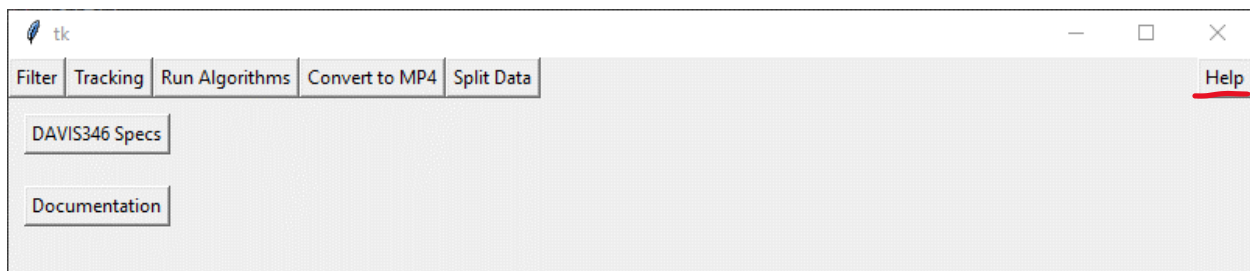 tk
Filter Tracking Run Algorithms Convert to MP4 Split Data Help
DAVIS346 Specs
Documentation